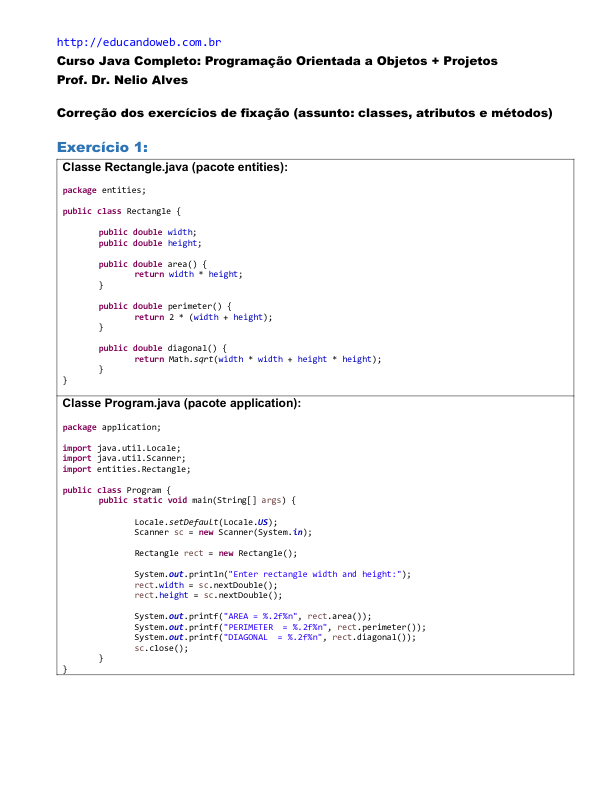 http://educandoweb.com.br
Curso Java Completo: Programação Orientada a Objetos + Projetos
Prof. Dr. Nelio Alves
Correção dos exercícios de fixação (assunto: classes, atributos e métodos)
Exercício 1:
Classe Rectangle.java (pacote entities):
package entities;
public class Rectangle {
public double width;
public double height;
public double area() {
return width * height;
}
public double perimeter() {
return 2 * (width + height);
}
public double diagonal() {
return Math.sqrt(width * width + height * height);
}
}
Classe Program.java (pacote application):
package application;
import java.util.Locale;
import java.util.Scanner;
import entities.Rectangle;
public class Program {
public static void main(String[] args) {
Locale.setDefault(Locale.US);
Scanner sc = new Scanner(System.in);
Rectangle rect = new Rectangle();
System.out.println("Enter rectangle width and height:");
rect.width = sc.nextDouble();
rect.height = sc.nextDouble();
System.out.printf("AREA = %.2f%n", rect.area());
System.out.printf("PERIMETER  = %.2f%n", rect.perimeter());
System.out.printf("DIAGONAL  = %.2f%n", rect.diagonal());
sc.close();
}
}